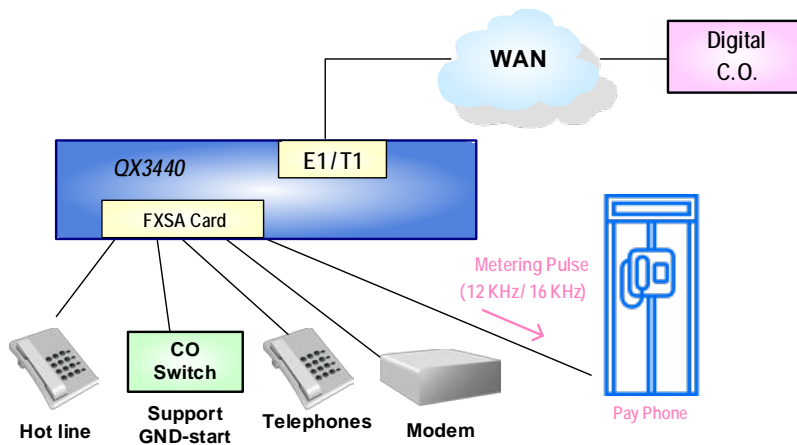 WAN
Digital
C.O.
E1/T1
QX3440
FXSA Card
Metering Pulse
(12 KHz/ 16 KHz)
CO
Switch
Hot line
Support
GND-start
Telephones
Modem
Pay Phone